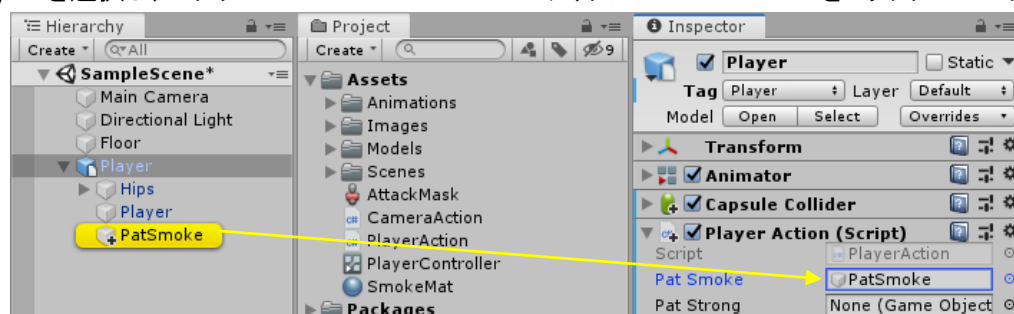 Hierarchy
Create
All
SampleScene*
Main Camera
Directional Light
Floor
Player
Hips
Player
PatSmoke
Project
Create
9
Assets
Animations
Images
Models
Scenes
AttackMask
CameraAction
PlayerAction
PlayerController
SmokeMat
Packages
Inspector
Player
Static
Tag Player Layer Default
Model Open Select Overrides
Transform
Animator
Capsule Collider
Player Action (Script)
Script PlayerAction
Pat Smoke PatSmoke
Pat Strong None (Game Object